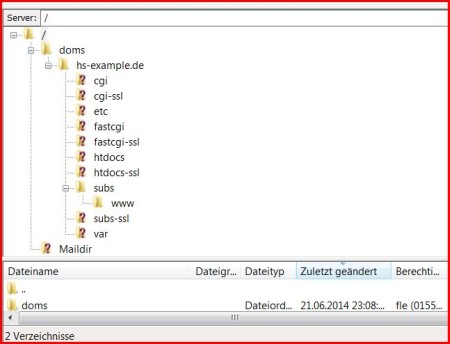 Server: /
/
doms
hs-example.de
cgi
cgi-ssl
etc
fastcgi
fastcgi-ssl
htdocs
htdocs-ssl
subs
www
subs-ssl
var
Maildir
Dateiname Dateigr... Dateityp Zuletzt geändert Berechti...
..
doms Dateiord... 21.06.2014 23:08:... fle (0155...
2 Verzeichnisse